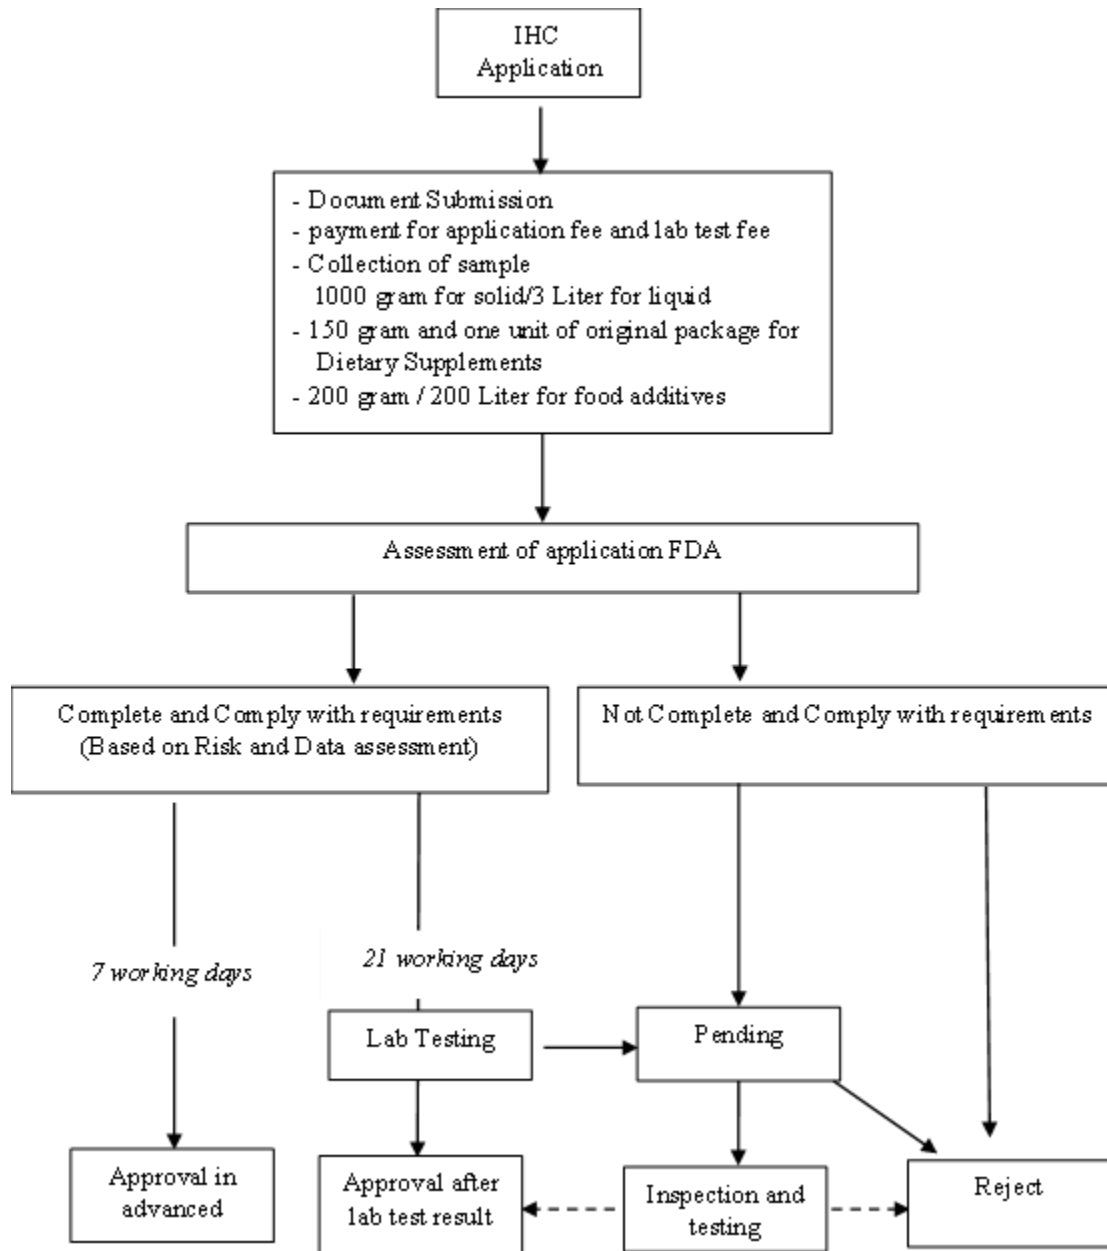 IHC
Application
- Document Submission
- payment for application fee and lab test fee
- Collection of sample
1000 gram for solid/3 Liter for liquid
- 150 gram and one unit of original package for
Dietary Supplements
- 200 gram / 200 Liter for food additives
Assessment of application FDA
Complete and Comply with requirements
(Based on Risk and Data assessment)
Not Complete and Comply with requirements
7 working days
21 working days
Lab Testing
Pending
Approval in
advanced
Approval after
lab test result
Inspection and
testing
Reject